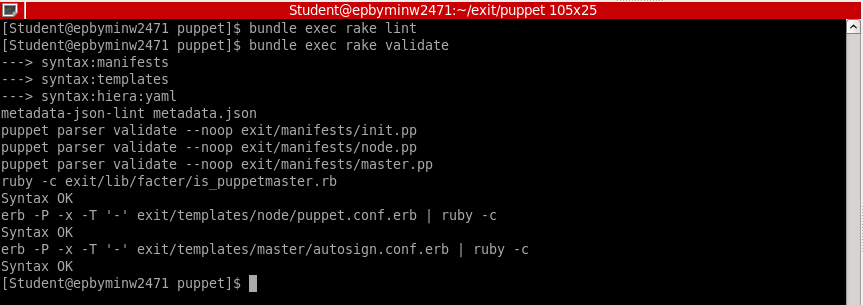 Student@epbyminw2471:~/exit/puppet 105x25
[Student@epbyminw2471 puppet]$ bundle exec rake lint
[Student@epbyminw2471 puppet]$ bundle exec rake validate
---> syntax:manifests
---> syntax:templates
---> syntax:hiera:yaml
metadata-json-lint metadata.json
puppet parser validate --noop exit/manifests/init.pp
puppet parser validate --noop exit/manifests/node.pp
puppet parser validate --noop exit/manifests/master.pp
ruby -c exit/lib/facter/is_puppetmaster.rb
Syntax OK
erb -P -x -T '-' exit/templates/node/puppet.conf.erb | ruby -c
Syntax OK
erb -P -x -T '-' exit/templates/master/autosign.conf.erb | ruby -c
Syntax OK
[Student@epbyminw2471 puppet]$